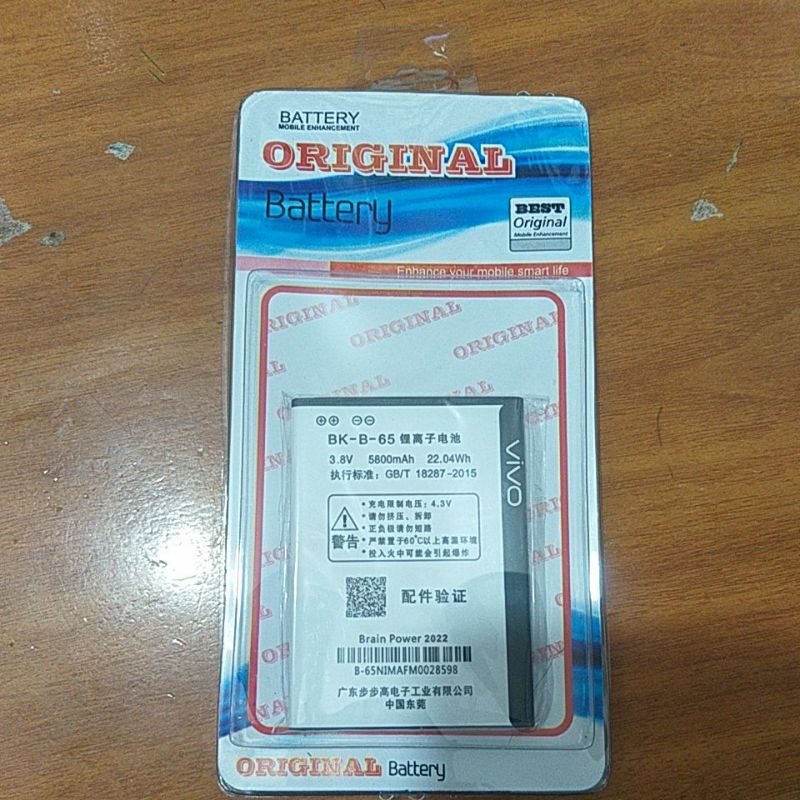 BATTERY
MOBILE ENHANCEMENT
ORIGINAL
Battery
BEST
Original
Mobile Enhancement
Enhance your mobile smart life
ORIGINAL
ORIGINAL
ORIGINAL
BK-B-65 锂离子电池
3.8V 5800mAh 22.04Wh
执行标准: GB/T 18287-2015
vivo
• 充电限制电压: 4.3V
• 请勿挤压、拆卸
• 正负极请勿短路
• 严禁置于60℃以上高温环境
• 投入火中可能会引起爆炸
警告
配件验证
Brain Power 2022
B-65NIMAFM0028598
广东步步高电子工业有限公司
中国东莞
ORIGINAL Battery